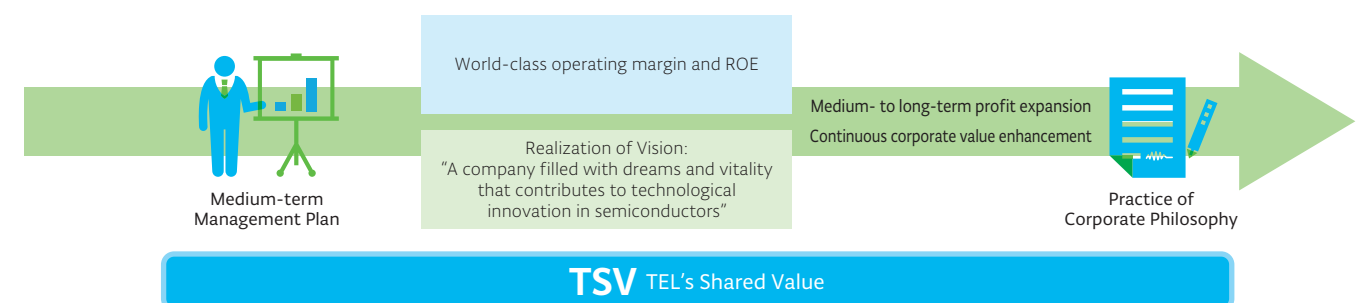 World-class operating margin and ROE
Medium- to long-term profit expansion
Continuous corporate value enhancement
Realization of Vision:
“A company filled with dreams and vitality
that contributes to technological
innovation in semiconductors”
Medium-term
Management Plan
Practice of
Corporate Philosophy
TSV TEL’s Shared Value